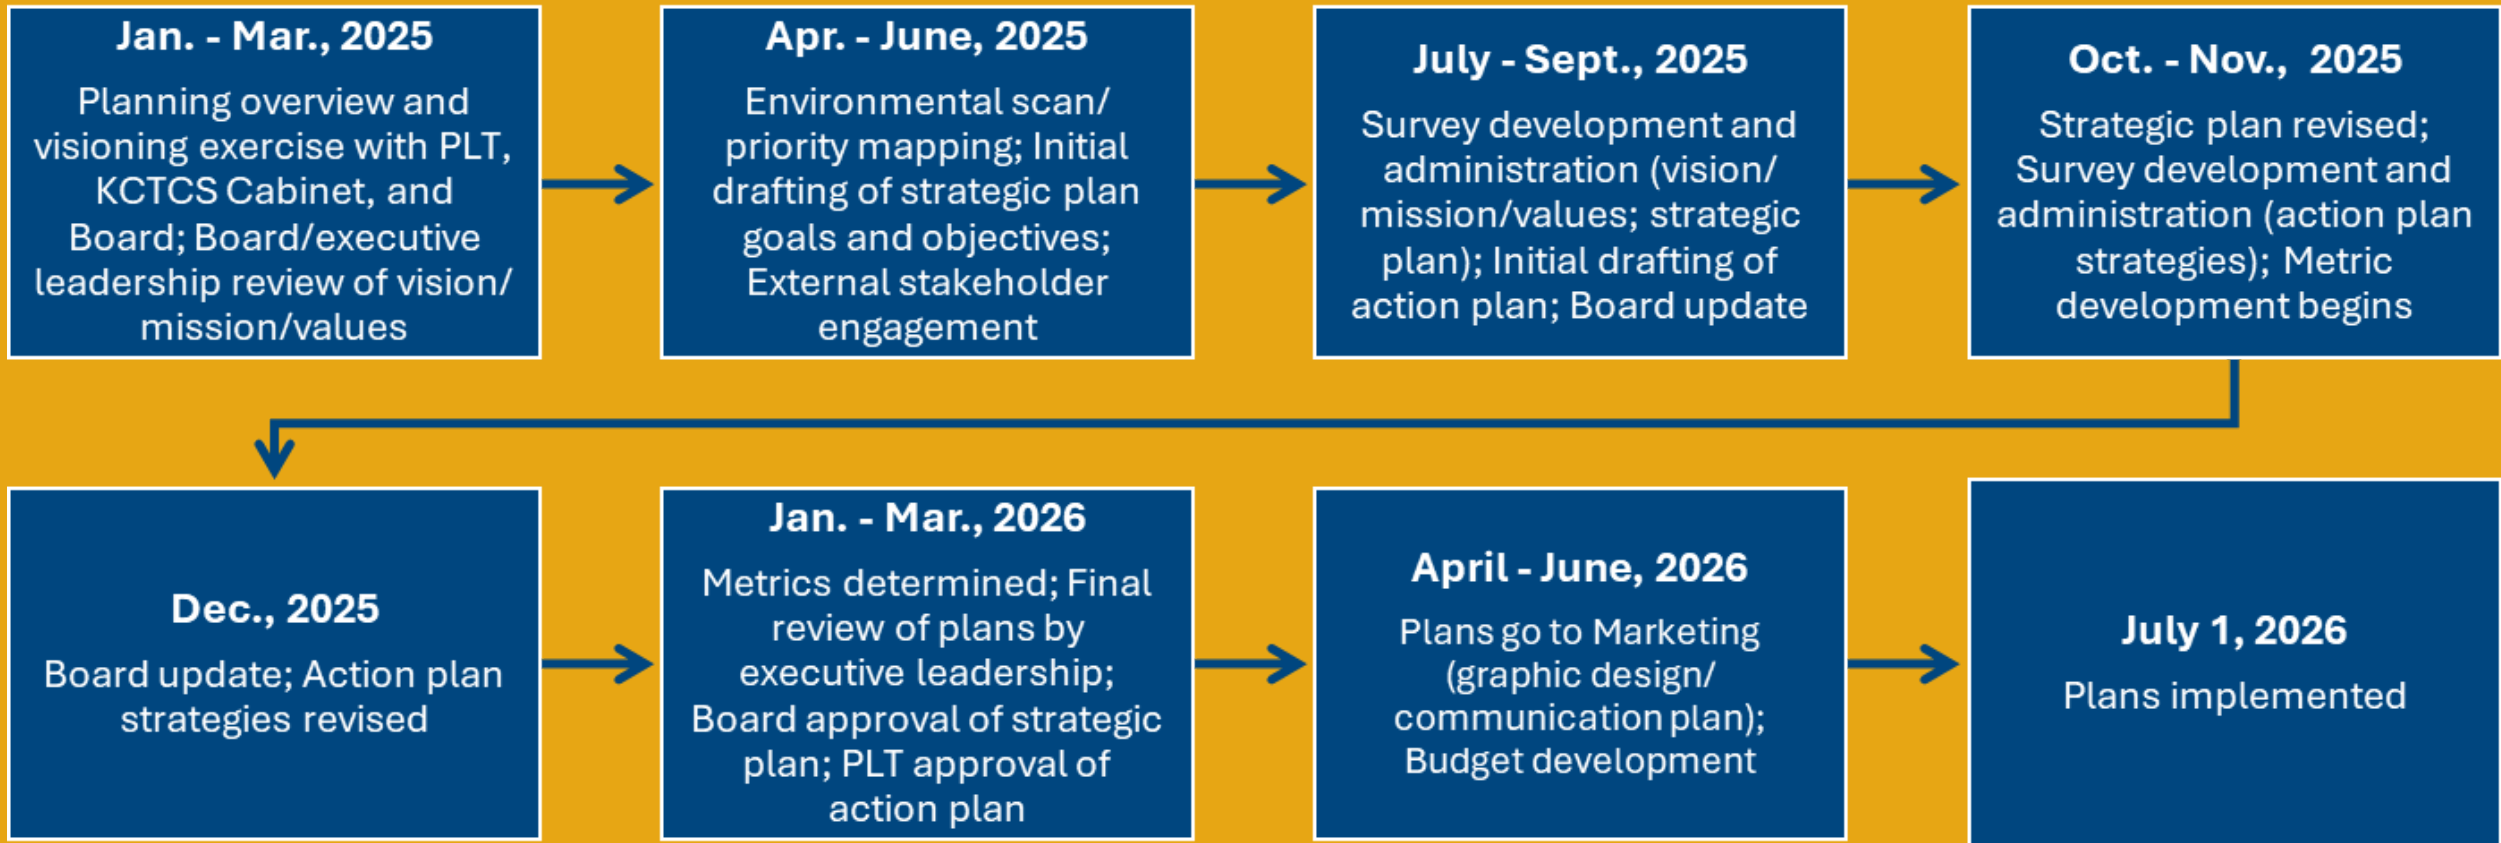 Jan. - Mar., 2025
Planning overview and
visioning exercise with PLT,
KCTCS Cabinet, and
Board; Board/executive
leadership review of vision/
mission/values
Apr. - June, 2025
Environmental scan/
priority mapping; Initial
drafting of strategic plan
goals and objectives;
External stakeholder
engagement
July - Sept., 2025
Survey development and
administration (vision/
mission/values; strategic
plan); Initial drafting of
action plan; Board update
Oct. - Nov., 2025
Strategic plan revised;
Survey development and
administration (action plan
strategies); Metric
development begins
Dec., 2025
Board update; Action plan
strategies revised
Jan. - Mar., 2026
Metrics determined; Final
review of plans by
executive leadership;
Board approval of strategic
plan; PLT approval of
action plan
April - June, 2026
Plans go to Marketing
(graphic design/
communication plan);
Budget development
July 1, 2026
Plans implemented